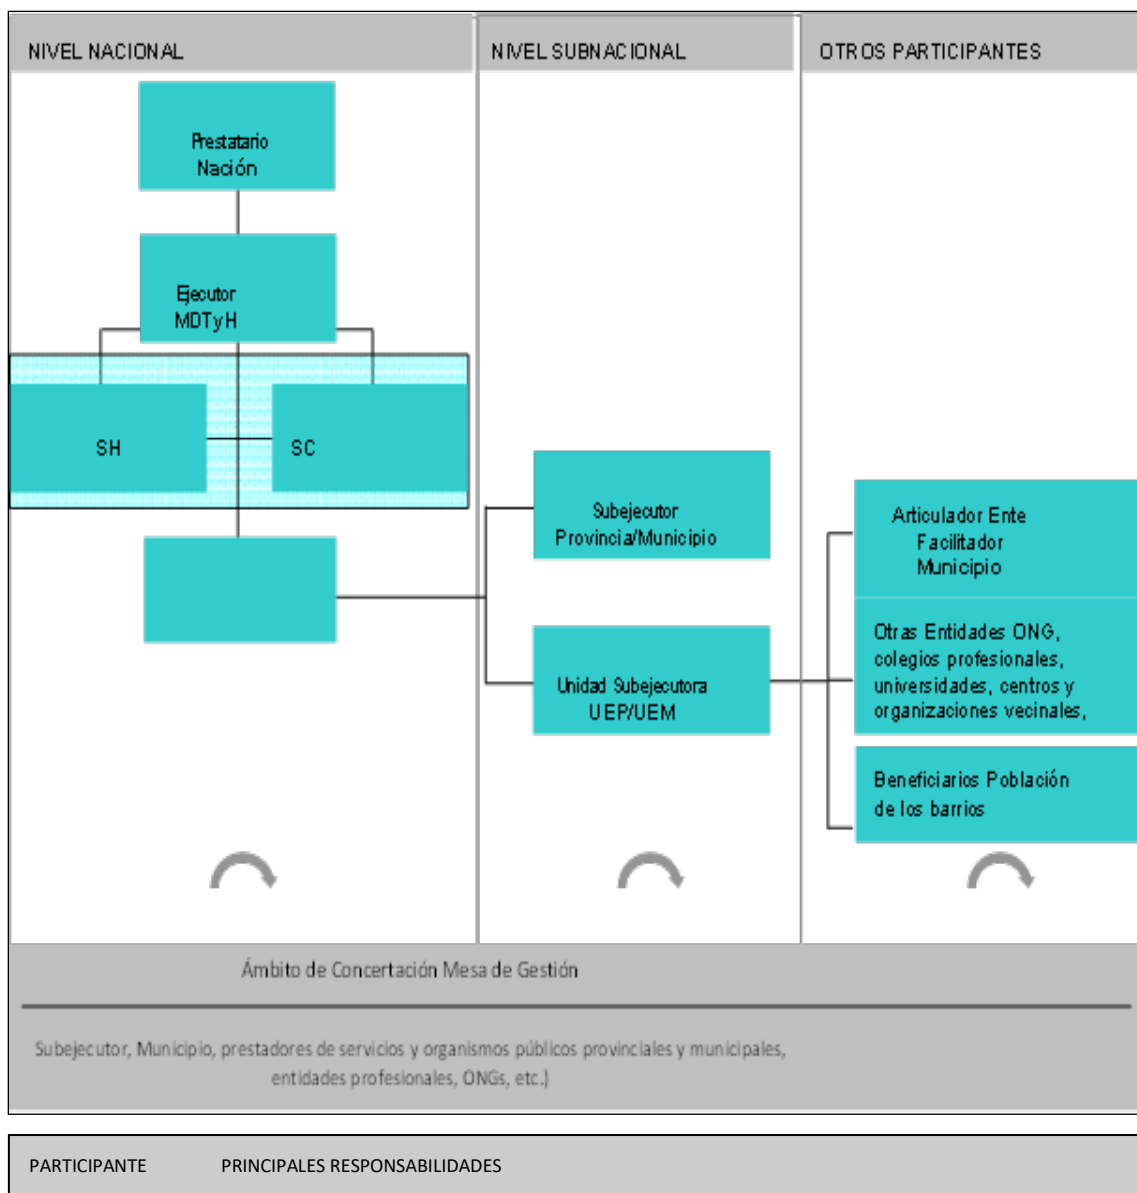 NIVEL NACIONAL
NIVEL SUBNACIONAL
OTROS PARTICIPANTES
Prestatario
Nación
Ejecutor
MDTyH
SH
SC
Subejecutor
Provincia/Municipio
Unidad Subejecutora
UEP/UEM
Articulador Ente
Facilitador
Municipio
Otras Entidades ONG,
colegios profesionales,
universidades, centros y
organizaciones vecinales,
Beneficiarios Población
de los barrios
Ámbito de Concertación Mesa de Gestión
Subejecutor, Municipio, prestadores de servicios y organismos públicos provinciales y municipales,
entidades profesionales, ONGs, etc.)
PARTICIPANTE PRINCIPALES RESPONSABILIDADES